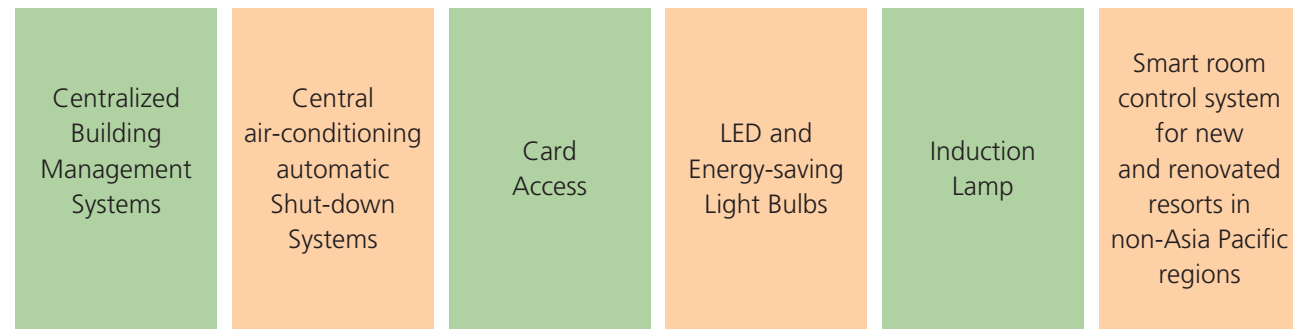 Centralized
Building
Management
Systems
Central
air-conditioning
automatic
Shut-down
Systems
Card
Access
LED and
Energy-saving
Light Bulbs
Induction
Lamp
Smart room
control system
for new
and renovated
resorts in
non-Asia Pacific
regions